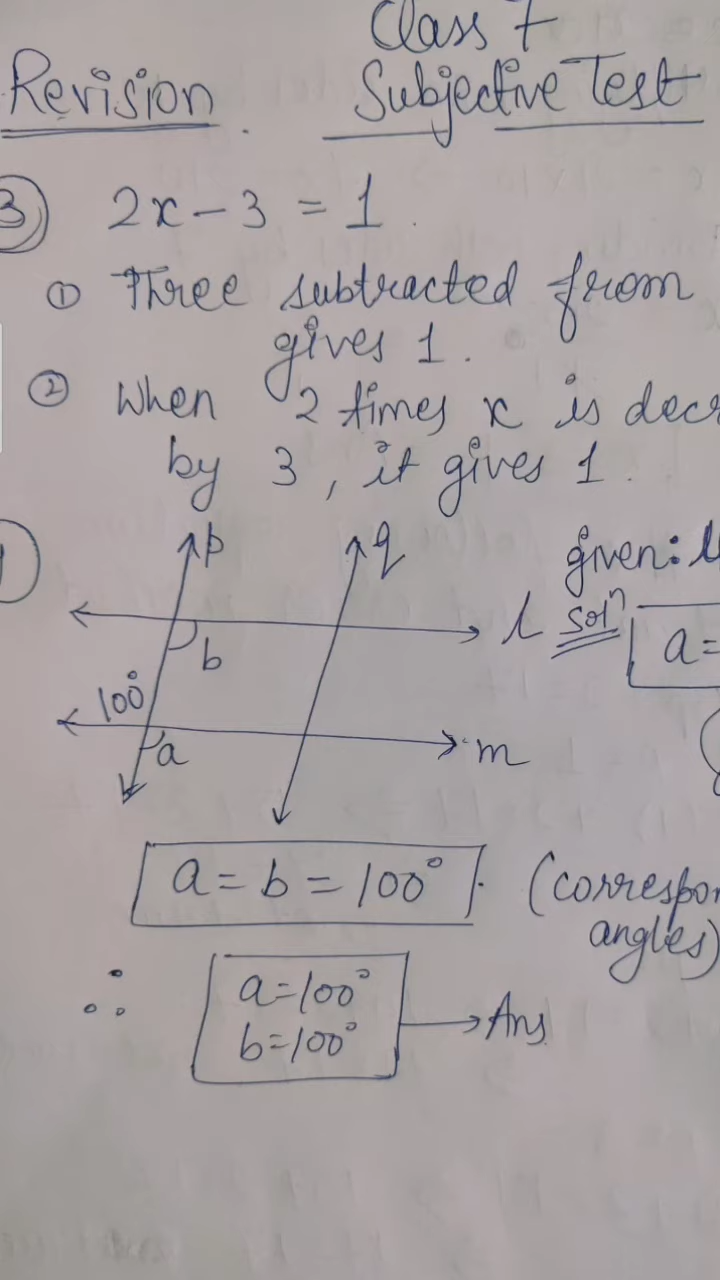 Class 7
Revision. Subjective Test
3 2x - 3 = 1.
① Three subtracted from
gives 1.
② When 2 times x is decr
by 3, it gives 1.
p q given:
b l Solⁿ a=
100°
a m
a = b = 100°. (correspon
angles)
∴ a=100°
b=100° → Ans